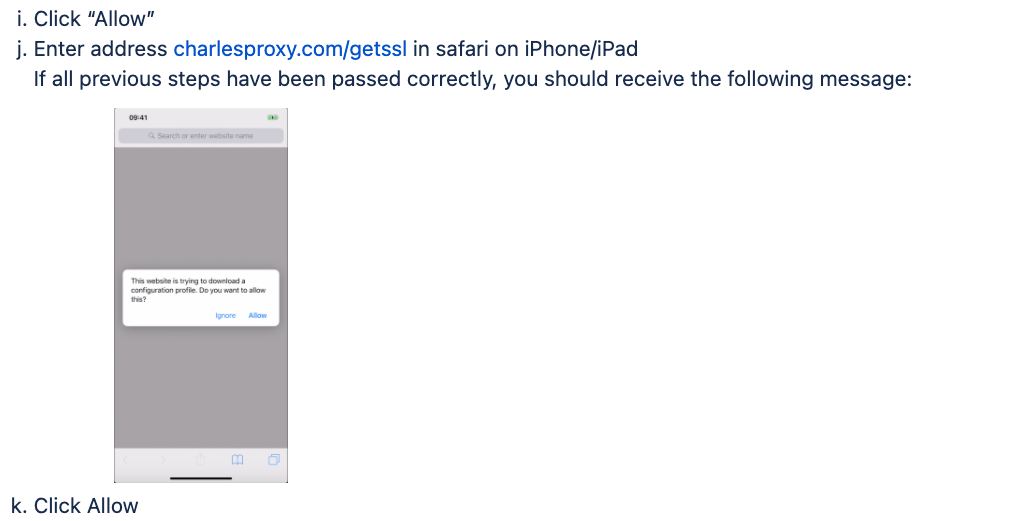 i. Click “Allow”
j. Enter address charlesproxy.com/getssl in safari on iPhone/iPad
If all previous steps have been passed correctly, you should receive the following message:
09:41
Search or enter website name
This website is trying to download a
configuration profile. Do you want to allow
this?
Ignore Allow
k. Click Allow